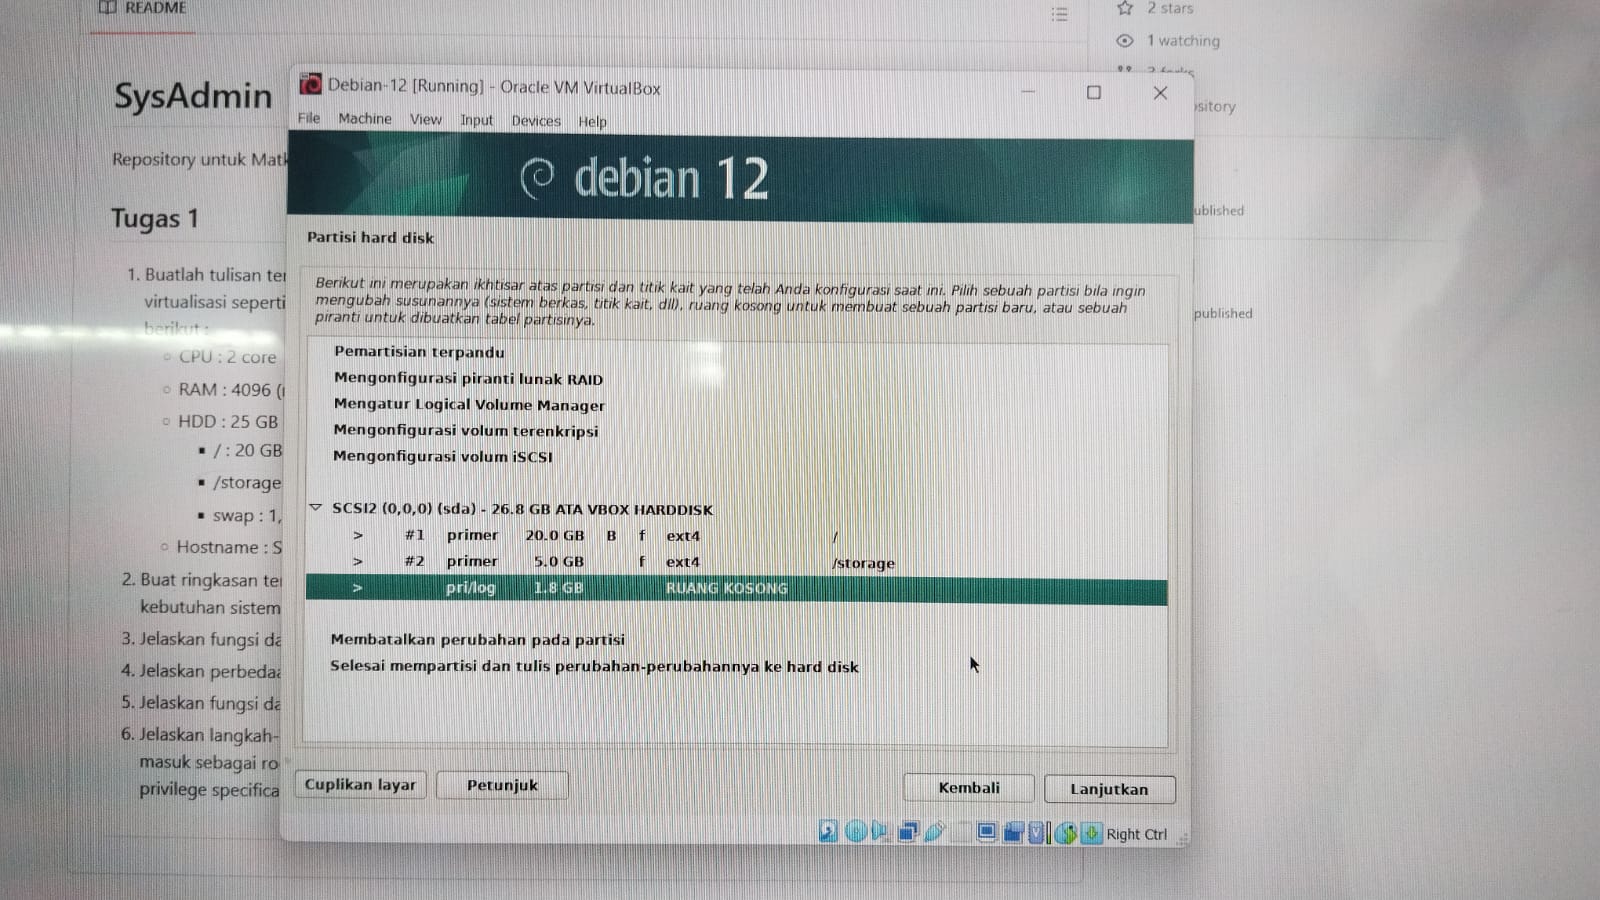 README
2 stars
1 watching
SysAdmin
Debian-12 [Running] - Oracle VM VirtualBox
File Machine View Input Devices Help
Repository untuk
debian 12
Tugas 1
ublished
Partisi hard disk
1. Buatlah tulisan
virtualisasi seperti
berikut :
CPU : 2 core
RAM : 4096
HDD : 25 GB
/ : 20 GB
/storage
swap : 1,
Hostname : S
2. Buat ringkasan
kebutuhan sistem
3. Jelaskan fungsi
4. Jelaskan
5. Jelaskan fungsi
6. Jelaskan langkah-
masuk sebagai
privilege
published
Berikut ini merupakan ikhtisar atas partisi dan titik kait yang telah Anda konfigurasi saat ini. Pilih sebuah partisi bila ingin
mengubah susunannya (sistem berkas, titik kait, dll), ruang kosong untuk membuat sebuah partisi baru, atau sebuah
piranti untuk dibuatkan tabel partisinya.
Pemartisian terpandu
Mengonfigurasi piranti lunak RAID
Mengatur Logical Volume Manager
Mengonfigurasi volum terenkripsi
Mengonfigurasi volum iSCSI
SCSI2 (0,0,0) (sda) - 26.8 GB ATA VBOX HARDDISK
> #1 primer 20.0 GB B f ext4 /
> #2 primer 5.0 GB f ext4 /storage
> pri/log 1.8 GB RUANG KOSONG
Membatalkan perubahan pada partisi
Selesai mempartisi dan tulis perubahan-perubahannya ke hard disk
Cuplikan layar Petunjuk Kembali Lanjutkan
Right Ctrl